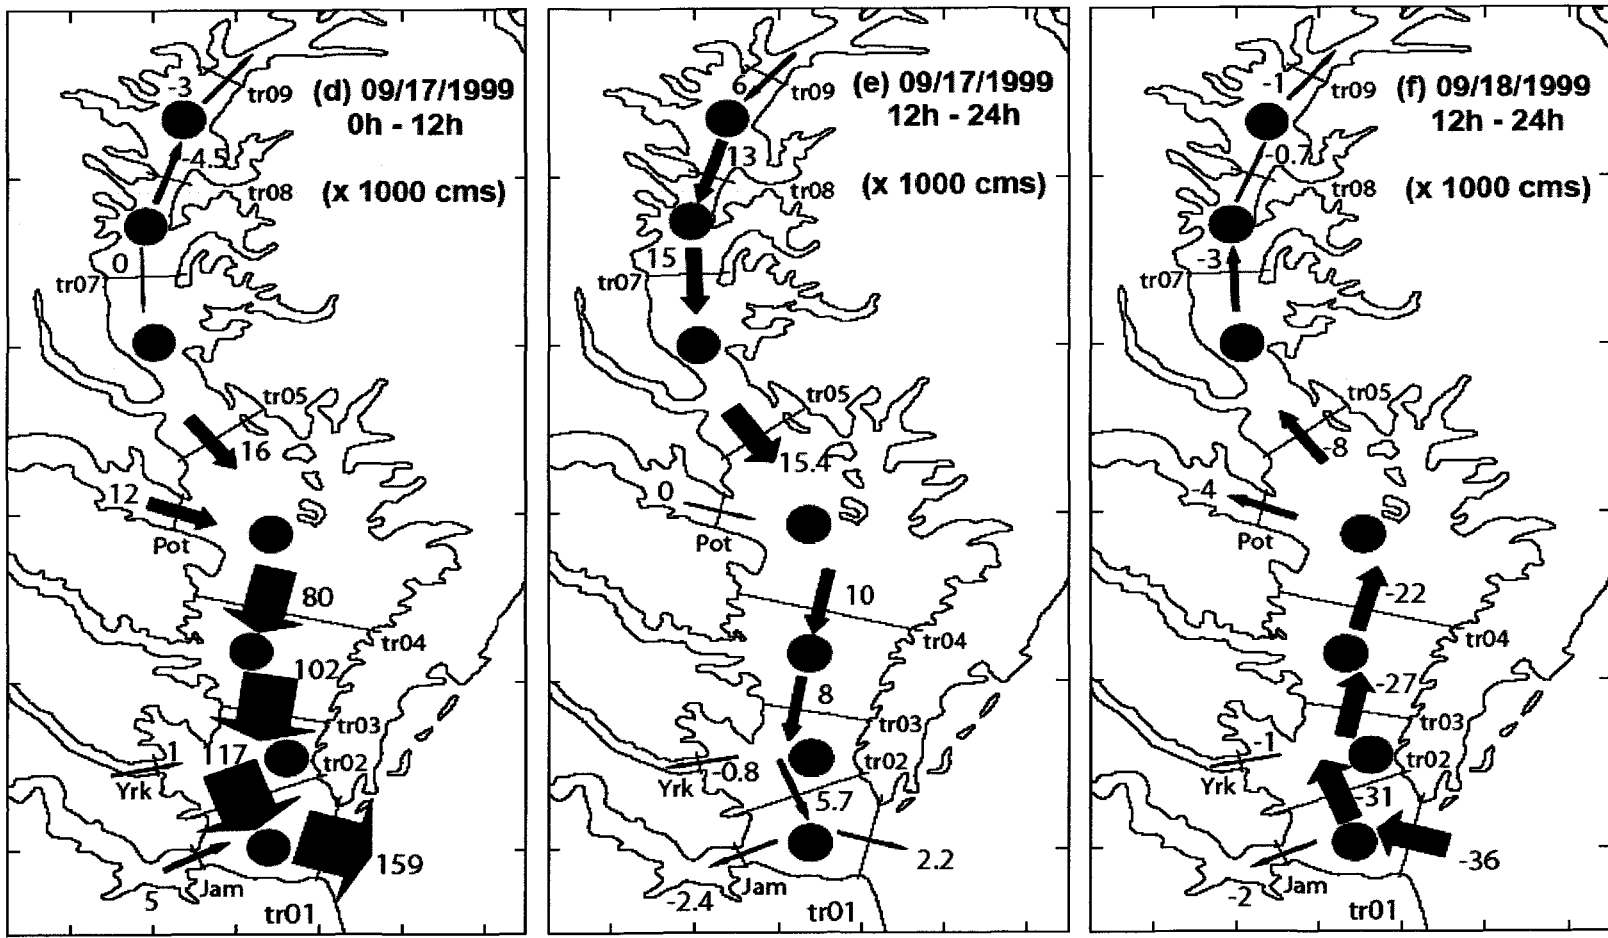 -3
tr09
(d) 09/17/1999
0h - 12h
-4.5
tr08
(x 1000 cms)
0
tr07
tr05
16
12
Pot
80
tr04
102
tr03
1
117
tr02
Yrk
159
5
Jam
tr01
6
tr09
(e) 09/17/1999
12h - 24h
13
tr08
(x 1000 cms)
15
tr07
tr05
15.4
0
Pot
10
tr04
8
tr03
-0.8
tr02
Yrk
5.7
2.2
-2.4
Jam
tr01
-1
tr09
(f) 09/18/1999
12h - 24h
-0.7
tr08
(x 1000 cms)
-3
tr07
tr05
-8
-4
Pot
-22
tr04
-27
tr03
-1
tr02
Yrk
-31
-36
-2
Jam
tr01